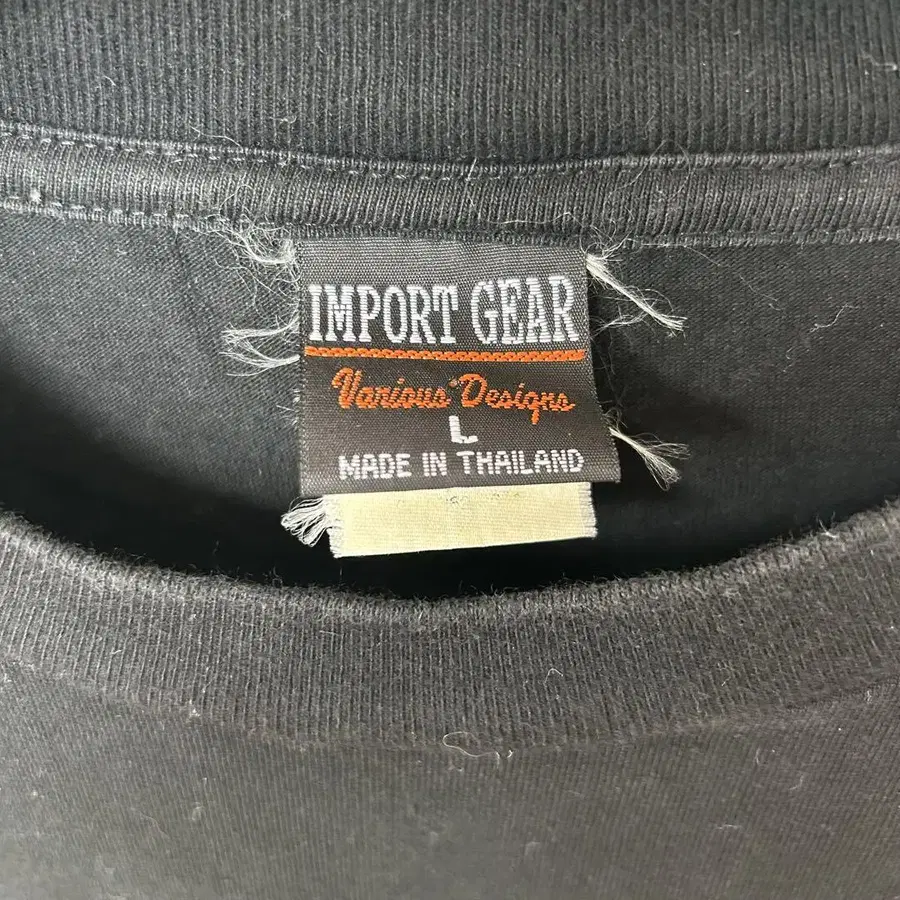 IMPORT GEAR
Various Designs
L
MADE IN THAILAND